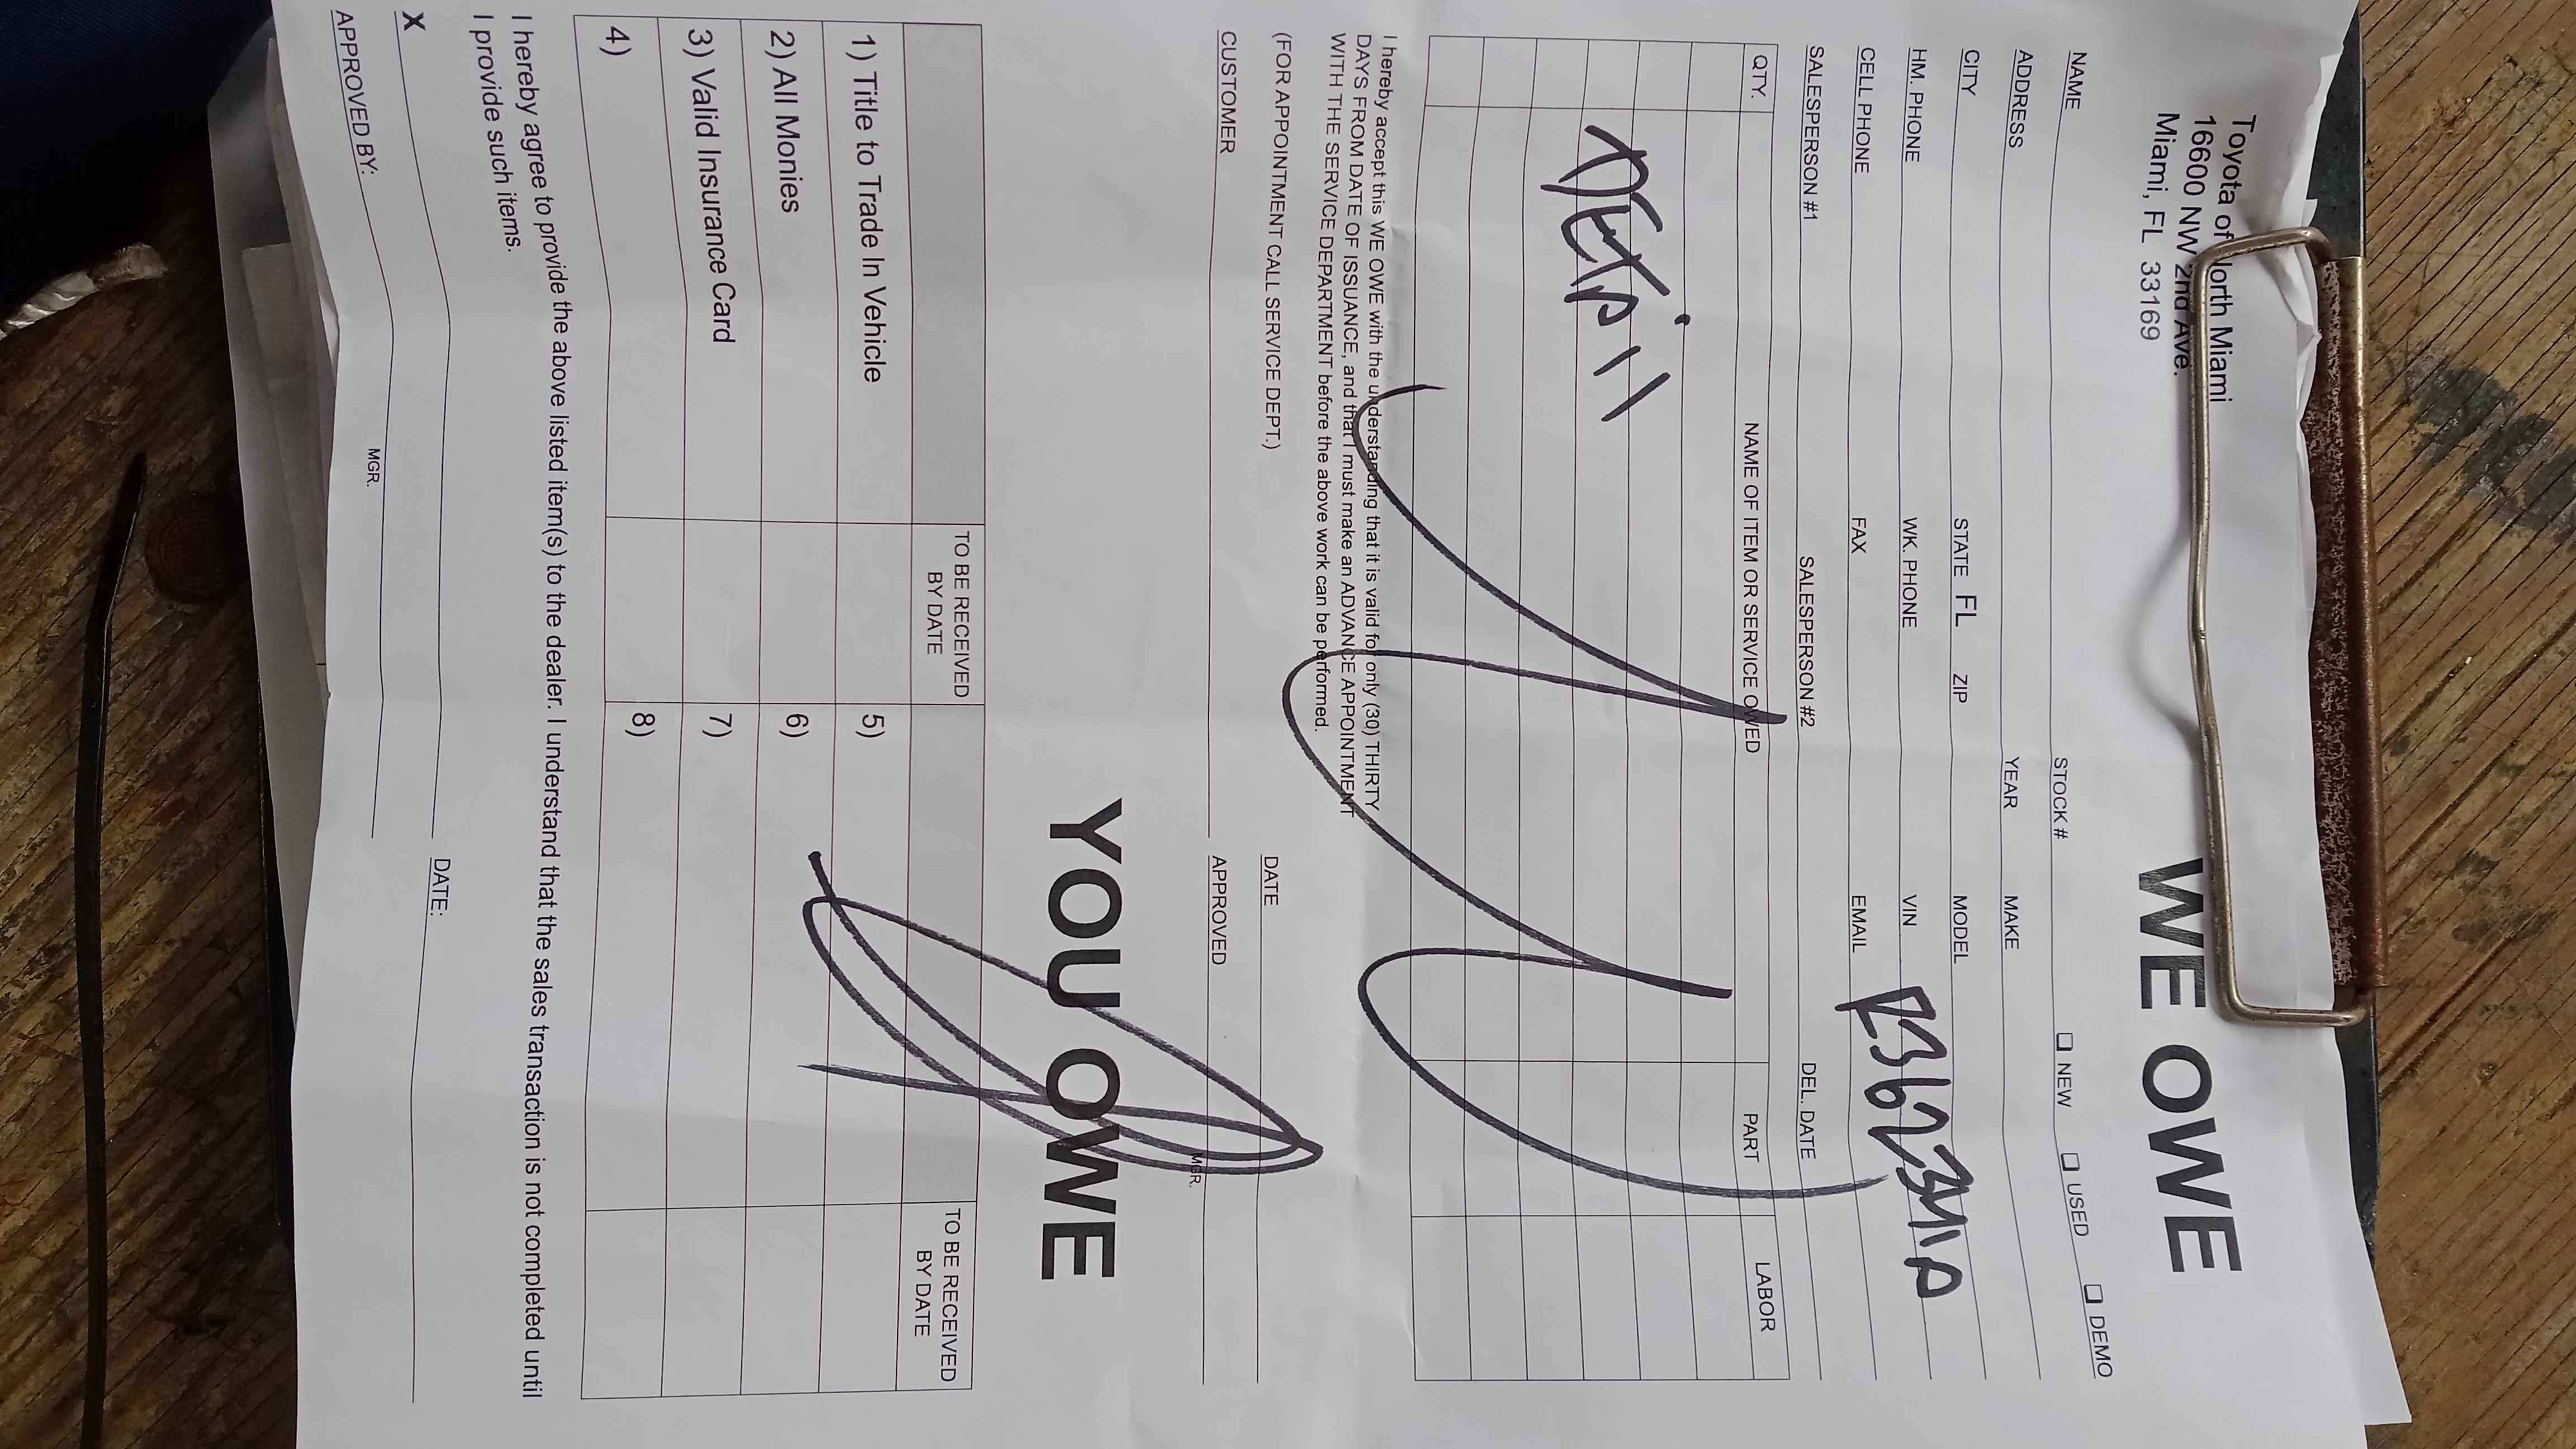 Toyota of North Miami
16600 NW 2nd Ave.
Miami, FL 33169
WE OWE
NAME STOCK # ❑ NEW ❑ USED ❑ DEMO
ADDRESS YEAR MAKE
CITY STATE FL ZIP MODEL
HM. PHONE WK. PHONE VIN
CELL PHONE FAX EMAIL
SALESPERSON #1 SALESPERSON #2 DEL. DATE
QTY. NAME OF ITEM OR SERVICE OWED PART LABOR
DETAil
I hereby accept this WE OWE with the understanding that it is valid for only (30) THIRTY
DAYS FROM DATE OF ISSUANCE, and that I must make an ADVANCE APPOINTMENT
WITH THE SERVICE DEPARTMENT before the above work can be performed.
(FOR APPOINTMENT CALL SERVICE DEPT.) DATE
CUSTOMER APPROVED
MGR.
YOU OWE
TO BE RECEIVED BY DATE TO BE RECEIVED BY DATE
1) Title to Trade In Vehicle 5)
2) All Monies 6)
3) Valid Insurance Card 7)
4) 8)
I hereby agree to provide the above listed item(s) to the dealer. I understand that the sales transaction is not completed until
I provide such items.
X DATE:
APPROVED BY: MGR.